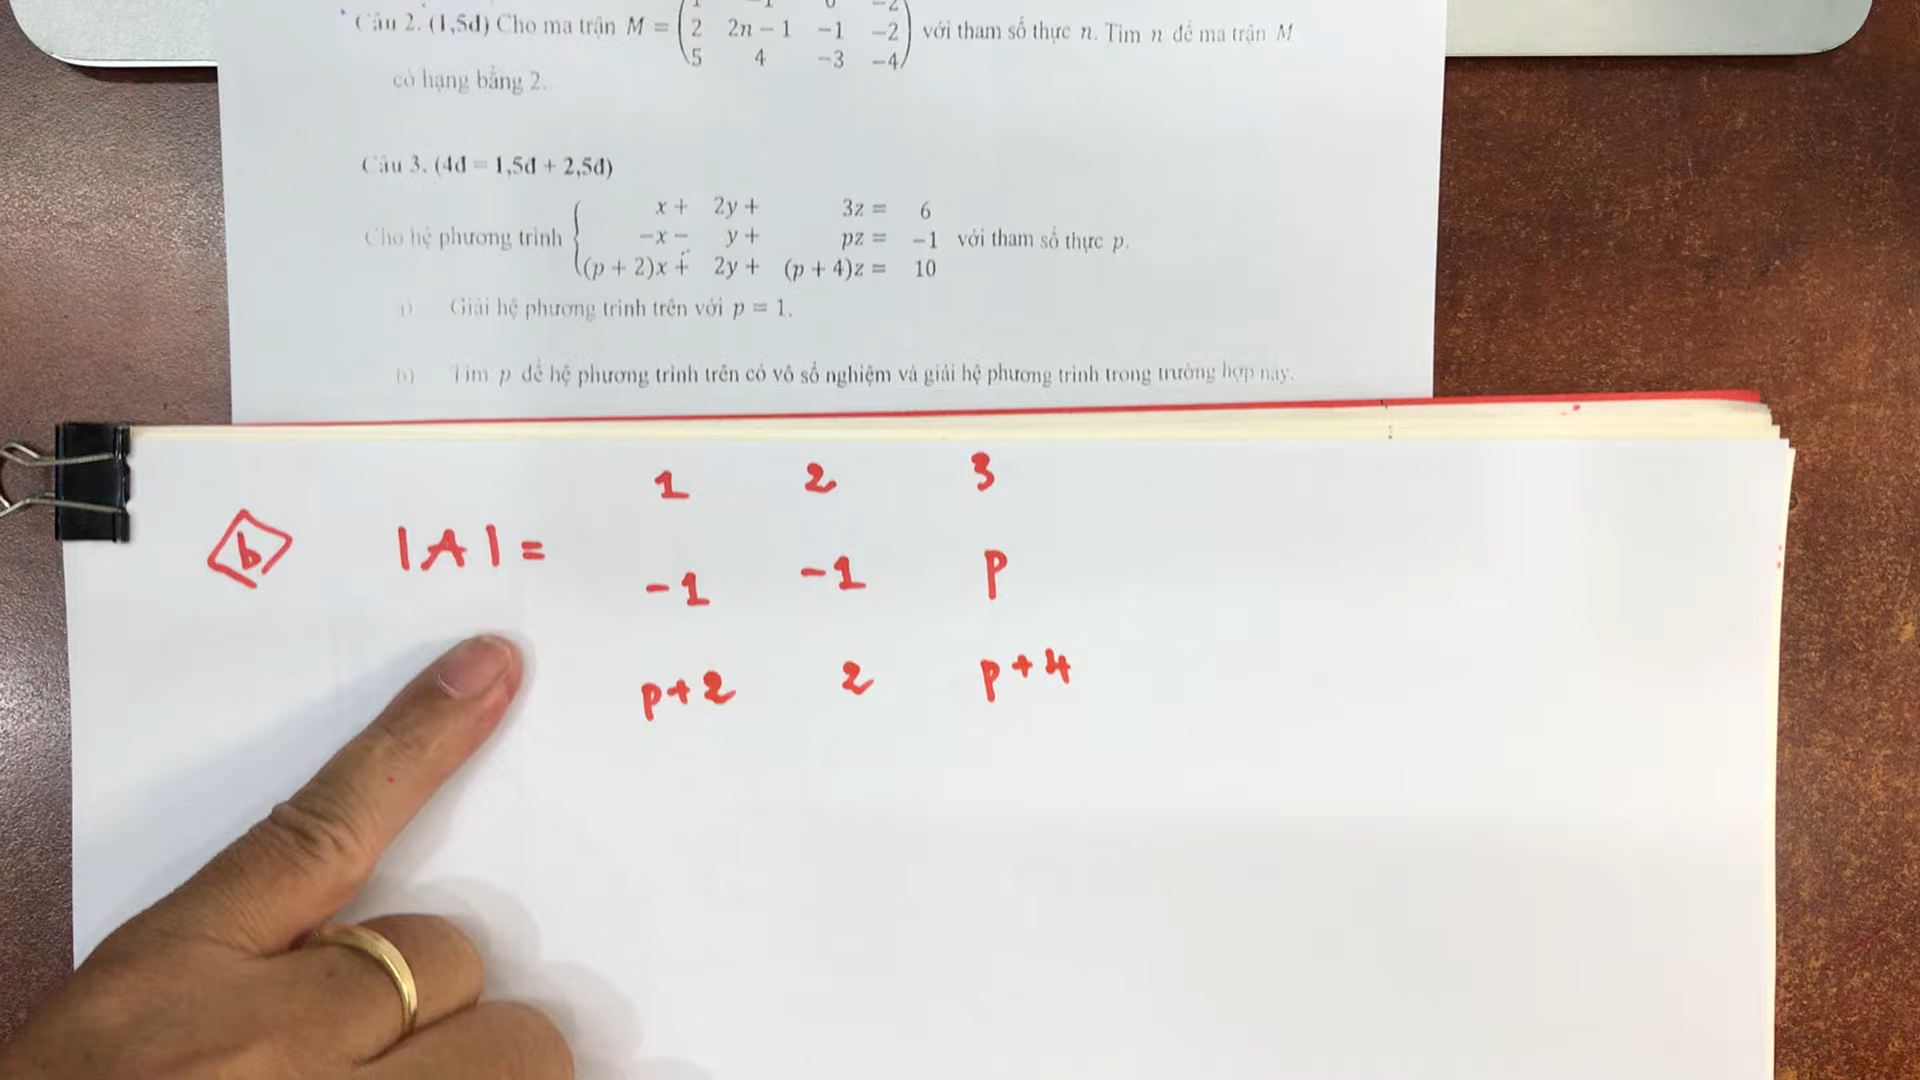 Câu 2. (1,5đ) Cho ma trận M = (2 2n − 1 −1 −2) với tham số thực n. Tìm n để ma trận M
5 4 −3 −4
có hạng bằng 2.
Câu 3. (4đ = 1,5đ + 2,5đ)
x + 2y + 3z = 6
Cho hệ phương trình { −x − y + pz = −1 với tham số thực p.
(p + 2)x + 2y + (p + 4)z = 10
a) Giải hệ phương trình trên với p = 1.
b) Tìm p để hệ phương trình trên có vô số nghiệm và giải hệ phương trình trong trường hợp này.
1 2 3
b |A| =
-1 -1 p
p+2 2 p+4